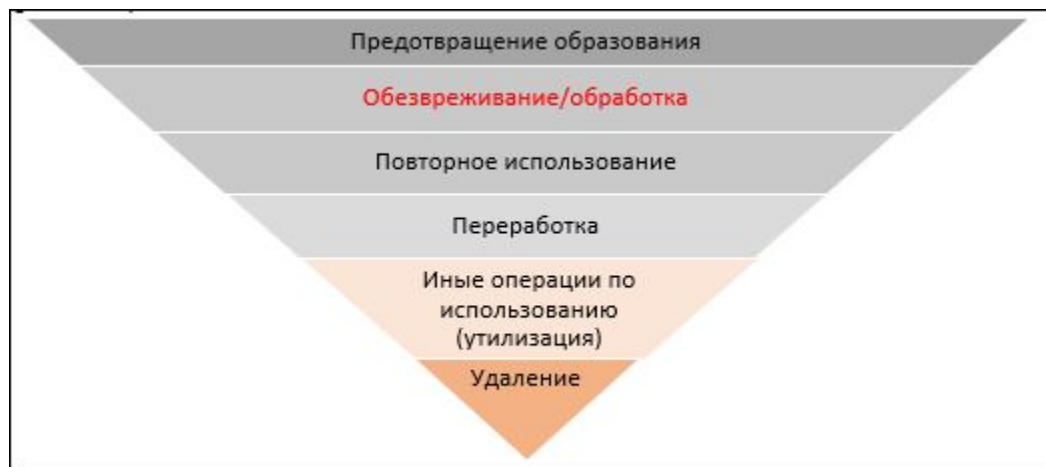 Предотвращение образования
Обезвреживание/обработка
Повторное использование
Переработка
Иные операции по
использованию
(утилизация)
Удаление